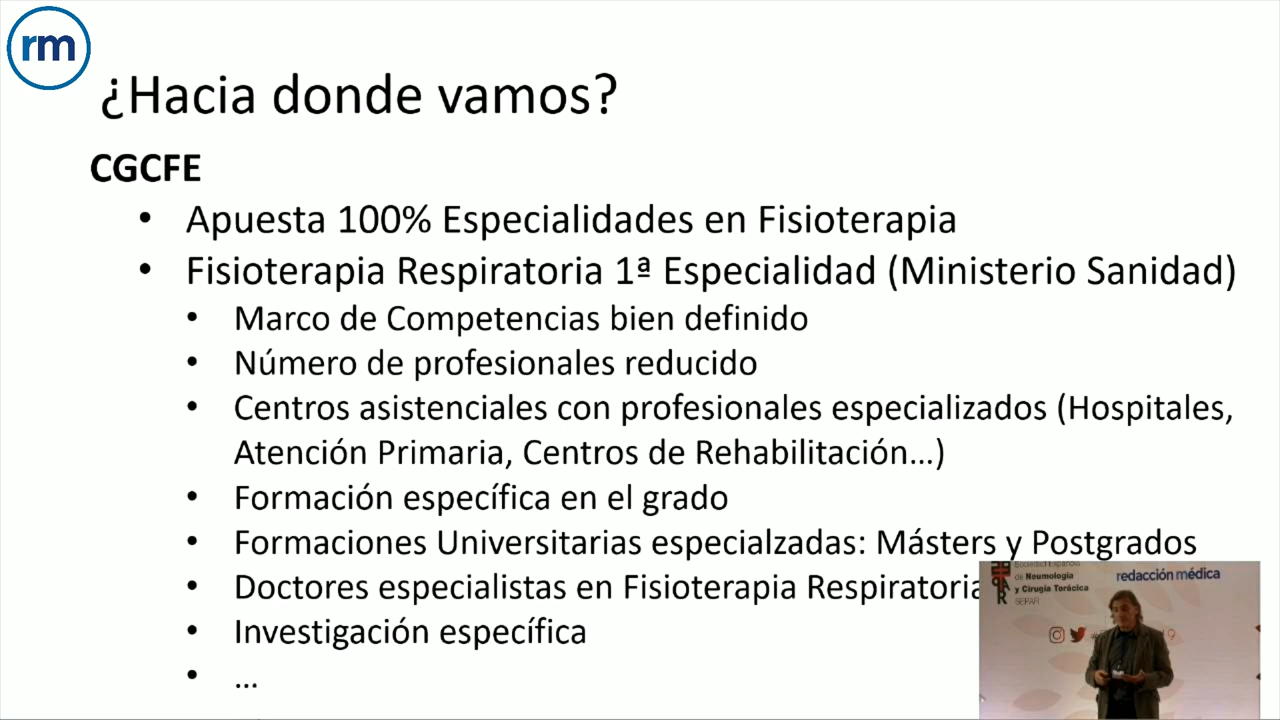 rm
¿Hacia donde vamos?
CGCFE
• Apuesta 100% Especialidades en Fisioterapia
• Fisioterapia Respiratoria 1ª Especialidad (Ministerio Sanidad)
• Marco de Competencias bien definido
• Número de profesionales reducido
• Centros asistenciales con profesionales especializados (Hospitales,
Atención Primaria, Centros de Rehabilitación...)
• Formación específica en el grado
• Formaciones Universitarias especialzadas: Másters y Postgrados
• Doctores especialistas en Fisioterapia Respiratoria
• Investigación específica
• ...
Sociedad Española
de Neumología
y Cirugía Torácica
SEPAR
redacción médica